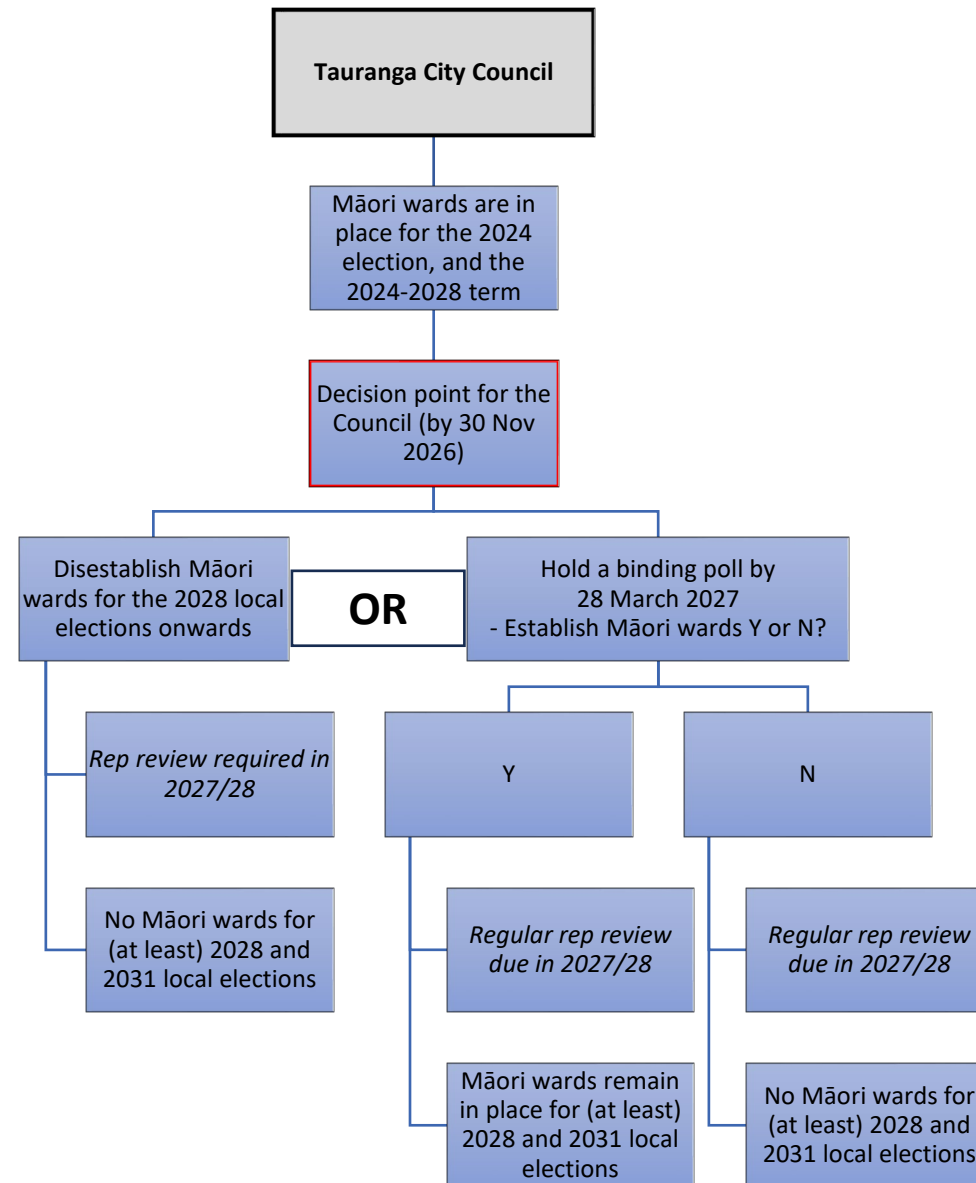 Tauranga City Council
Māori wards are in
place for the 2024
election, and the
2024-2028 term
Decision point for the
Council (by 30 Nov
2026)
Disestablish Māori
wards for the 2028 local
elections onwards
OR
Hold a binding poll by
28 March 2027
- Establish Māori wards Y or N?
Rep review required in
2027/28
No Māori wards for
(at least) 2028 and
2031 local elections
Y
N
Regular rep review
due in 2027/28
Māori wards remain
in place for (at least)
2028 and 2031 local
elections
Regular rep review
due in 2027/28
No Māori wards for
(at least) 2028 and
2031 local elections